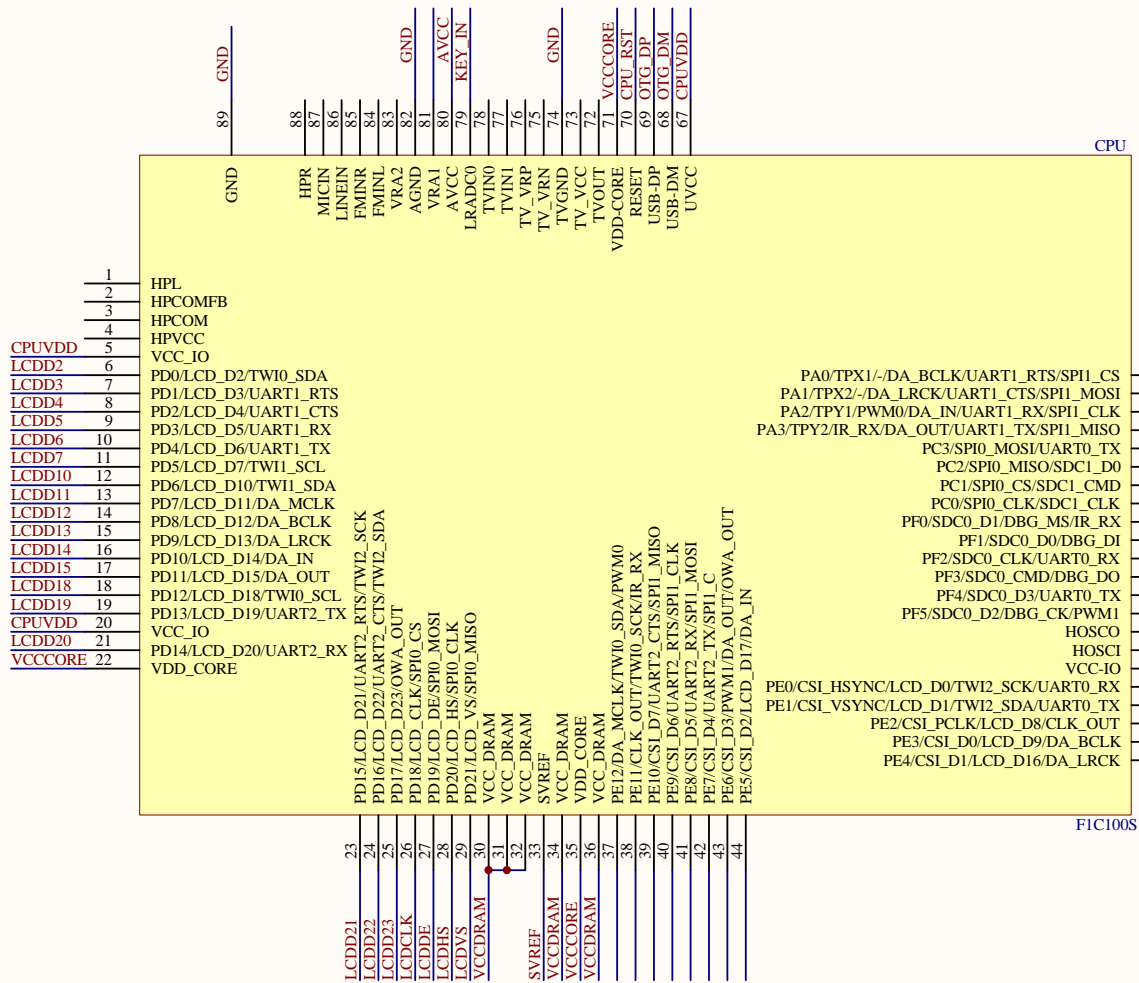 GND
GND
AVCC
KEY_IN
GND
VCCCORE
CPU_RST
OTG_DP
OTG_DM
CPUVDD
89
88
87
86
85
84
83
82
81
80
79
78
77
76
75
74
73
72
71
70
69
68
67
CPU
GND
HPR
MICIN
LINEIN
FMINR
FMINL
VRA2
AGND
VRA1
AVCC
LRADC0
TVIN0
TVIN1
TV_VRP
TV_VRN
TVGND
TV_VCC
TVOUT
VDD-CORE
RESET
USB-DP
USB-DM
UVCC
1 HPL
2 HPCOMFB
3 HPCOM
4 HPVCC
CPUVDD 5 VCC_IO
LCDD2 6 PD0/LCD_D2/TWI0_SDA
LCDD3 7 PD1/LCD_D3/UART1_RTS
LCDD4 8 PD2/LCD_D4/UART1_CTS
LCDD5 9 PD3/LCD_D5/UART1_RX
LCDD6 10 PD4/LCD_D6/UART1_TX
LCDD7 11 PD5/LCD_D7/TWI1_SCL
LCDD10 12 PD6/LCD_D10/TWI1_SDA
LCDD11 13 PD7/LCD_D11/DA_MCLK
LCDD12 14 PD8/LCD_D12/DA_BCLK
LCDD13 15 PD9/LCD_D13/DA_LRCK
LCDD14 16 PD10/LCD_D14/DA_IN
LCDD15 17 PD11/LCD_D15/DA_OUT
LCDD18 18 PD12/LCD_D18/TWI0_SCL
LCDD19 19 PD13/LCD_D19/UART2_TX
CPUVDD 20 VCC_IO
LCDD20 21 PD14/LCD_D20/UART2_RX
VCCCORE 22 VDD_CORE
PA0/TPX1/-/DA_BCLK/UART1_RTS/SPI1_CS
PA1/TPX2/-/DA_LRCK/UART1_CTS/SPI1_MOSI
PA2/TPY1/PWM0/DA_IN/UART1_RX/SPI1_CLK
PA3/TPY2/IR_RX/DA_OUT/UART1_TX/SPI1_MISO
PC3/SPI0_MOSI/UART0_TX
PC2/SPI0_MISO/SDC1_D0
PC1/SPI0_CS/SDC1_CMD
PC0/SPI0_CLK/SDC1_CLK
PF0/SDC0_D1/DBG_MS/IR_RX
PF1/SDC0_D0/DBG_DI
PF2/SDC0_CLK/UART0_RX
PF3/SDC0_CMD/DBG_DO
PF4/SDC0_D3/UART0_TX
PF5/SDC0_D2/DBG_CK/PWM1
HOSCO
HOSCI
VCC-IO
PE0/CSI_HSYNC/LCD_D0/TWI2_SCK/UART0_RX
PE1/CSI_VSYNC/LCD_D1/TWI2_SDA/UART0_TX
PE2/CSI_PCLK/LCD_D8/CLK_OUT
PE3/CSI_D0/LCD_D9/DA_BCLK
PE4/CSI_D1/LCD_D16/DA_LRCK
PD15/LCD_D21/UART2_RTS/TWI2_SCK
PD16/LCD_D22/UART2_CTS/TWI2_SDA
PD17/LCD_D23/OWA_OUT
PD18/LCD_CLK/SPI0_CS
PD19/LCD_DE/SPI0_MOSI
PD20/LCD_HS/SPI0_CLK
PD21/LCD_VS/SPI0_MISO
VCC_DRAM
VCC_DRAM
VCC_DRAM
SVREF
VCC_DRAM
VDD_CORE
VCC_DRAM
PE12/DA_MCLK/TWI0_SDA/PWM0
PE11/CLK_OUT/TWI0_SCK/IR_RX
PE10/CSI_D7/UART2_CTS/SPI1_MISO
PE9/CSI_D6/UART2_RTS/SPI1_CLK
PE8/CSI_D5/UART2_RX/SPI1_MOSI
PE7/CSI_D4/UART2_TX/SPI1_C
PE6/CSI_D3/PWM1/DA_OUT/OWA_OUT
PE5/CSI_D2/LCD_D17/DA_IN
F1C100S
23
24
25
26
27
28
29
30
31
32
33
34
35
36
37
38
39
40
41
42
43
44
LCDD21
LCDD22
LCDD23
LCDCLK
LCDDE
LCDHS
LCDVS
VCCDRAM
SVREF
VCCDRAM
VCCCORE
VCCDRAM